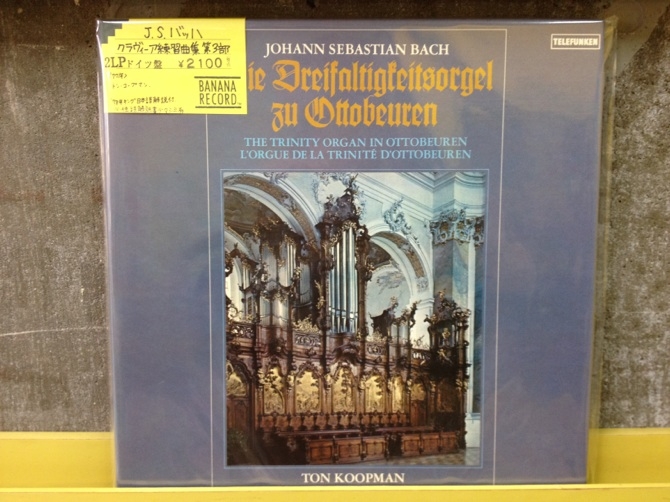 J.S.バッハ
クラヴィーア練習曲集 第3部
2LP ドイツ盤 ¥2100
BANANA
RECORD
TELEFUNKEN
JOHANN SEBASTIAN BACH
ie Dreifaltigkeitsorgel
zu Ottobeuren
THE TRINITY ORGAN IN OTTOBEUREN
L'ORGUE DE LA TRINITÉ D'OTTOBEUREN
TON KOOPMAN